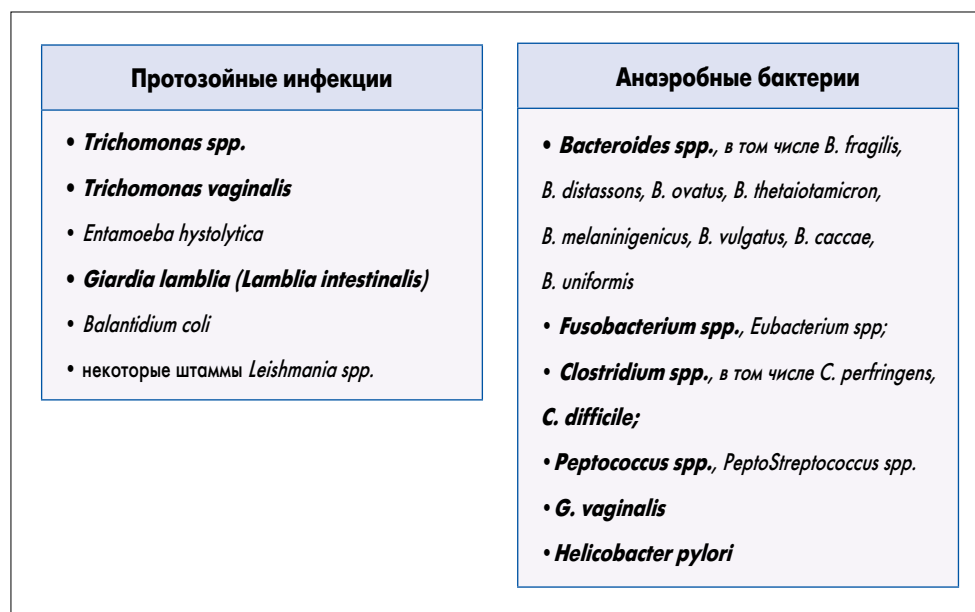 Протозойные инфекции
• Trichomonas spp.
• Trichomonas vaginalis
• Entamoeba hystolytica
• Giardia lamblia (Lamblia intestinalis)
• Balantidium coli
• некоторые штаммы Leishmania spp.
Анаэробные бактерии
• Bacteroides spp., в том числе B. fragilis,
B. distassons, B. ovatus, B. thetaiotamicron,
B. melaninigenicus, B. vulgatus, B. caccae,
B. uniformis
• Fusobacterium spp., Eubacterium spp;
• Clostridium spp., в том числе C. perfringens,
C. difficile;
• Peptococcus spp., PeptoStreptococcus spp.
• G. vaginalis
• Helicobacter pylori